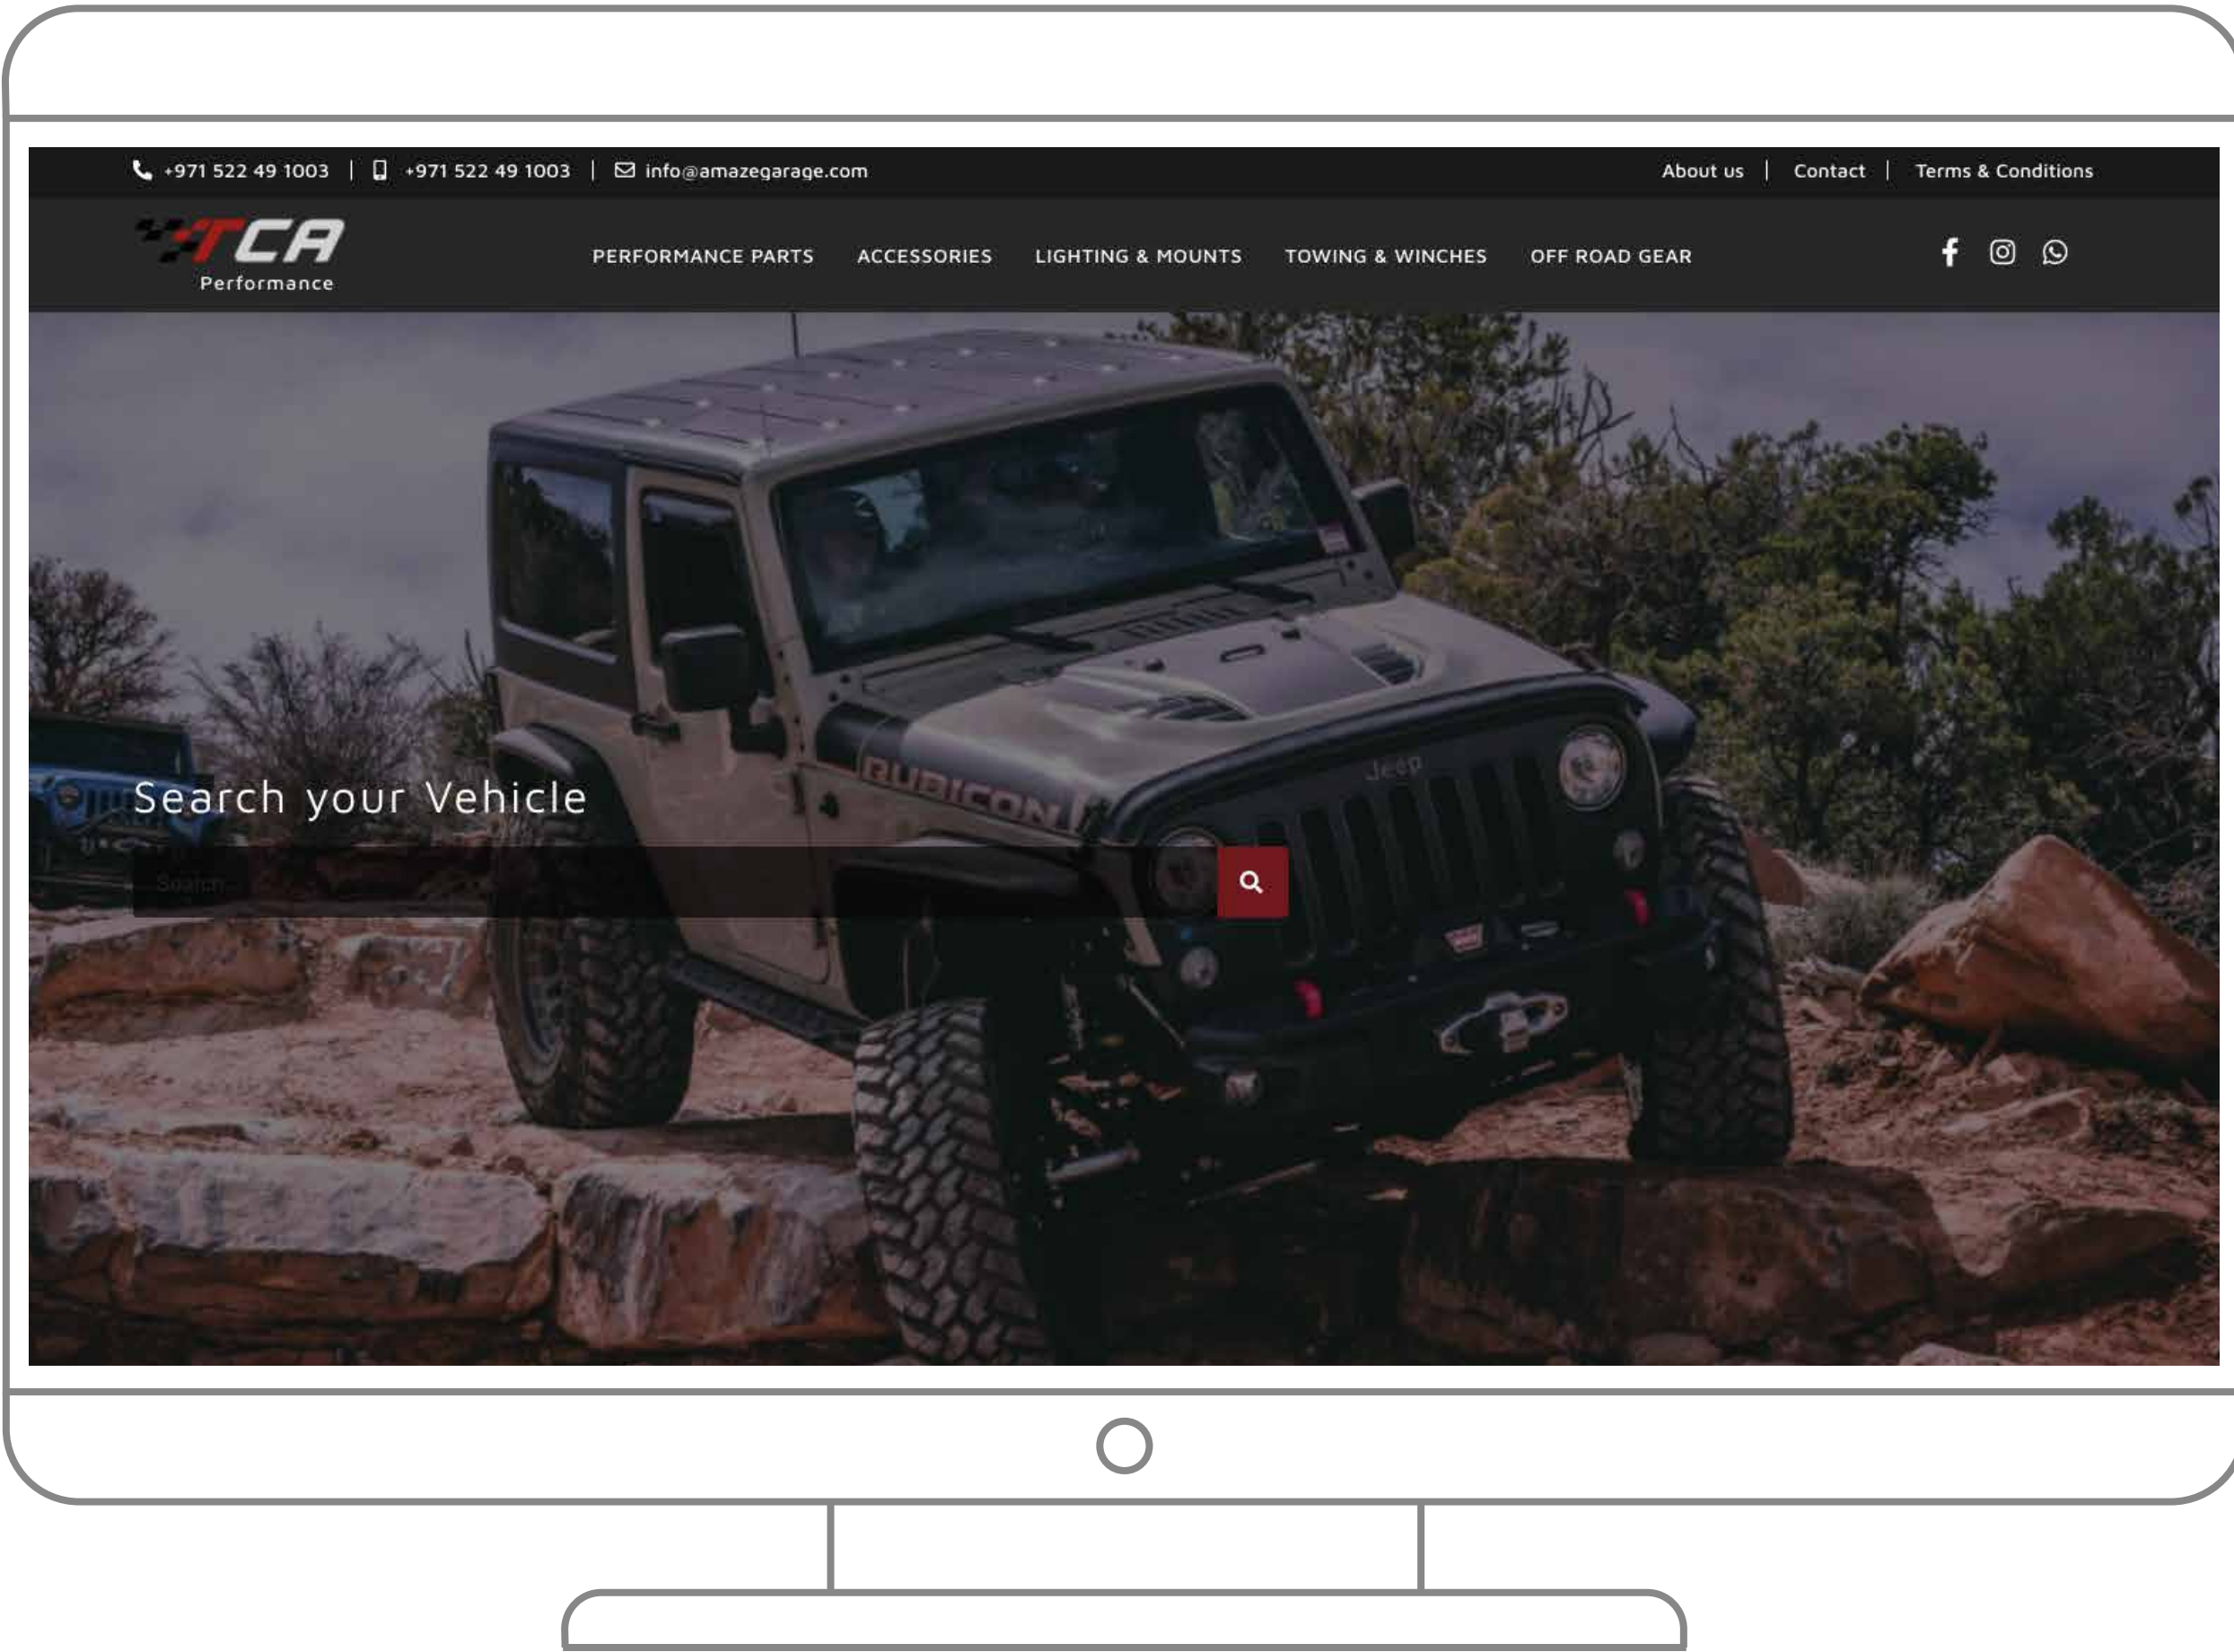 +971 522 49 1003 | +971 522 49 1003 | info@amazegarage.com
About us | Contact | Terms & Conditions
TCA
Performance
PERFORMANCE PARTS ACCESSORIES LIGHTING & MOUNTS TOWING & WINCHES OFF ROAD GEAR
Search your Vehicle
Search
RUBICON
Jeep